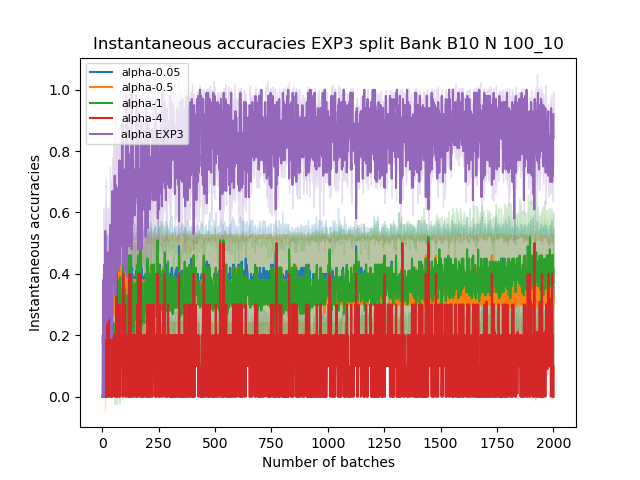 Instantaneous accuracies EXP3 split Bank B10 N 100_10
alpha-0.05
alpha-0.5
alpha-1
alpha-4
alpha EXP3
1.0
0.8
0.6
0.4
0.2
0.0
Instantaneous accuracies
0 250 500 750 1000 1250 1500 1750 2000
Number of batches